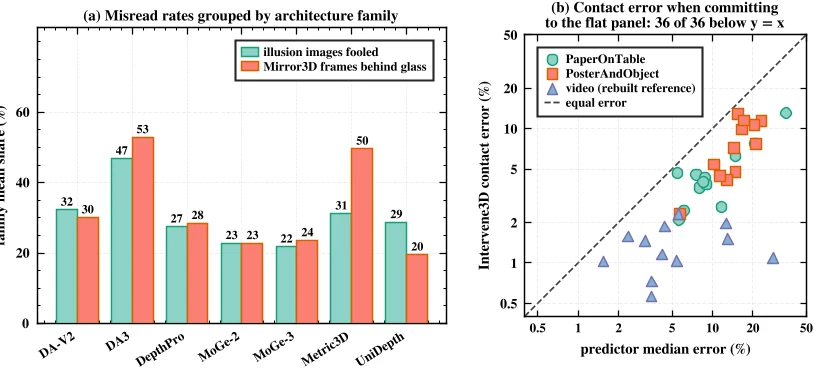 (a) Misread rates grouped by architecture family
family mean share (%)
illusion images fooled
Mirror3D frames behind glass
60
40
20
0
32
30
47
53
27
28
23
23
22
24
31
50
29
20
DA-V2
DA3
DepthPro
MoGe-2
MoGe-3
Metric3D
UniDepth
(b) Contact error when committing
to the flat panel: 36 of 36 below y = x
Intervene3D contact error (%)
PaperOnTable
PosterAndObject
video (rebuilt reference)
equal error
50
20
10
5
2
1
0.5
0.5
1
2
5
10
20
50
predictor median error (%)